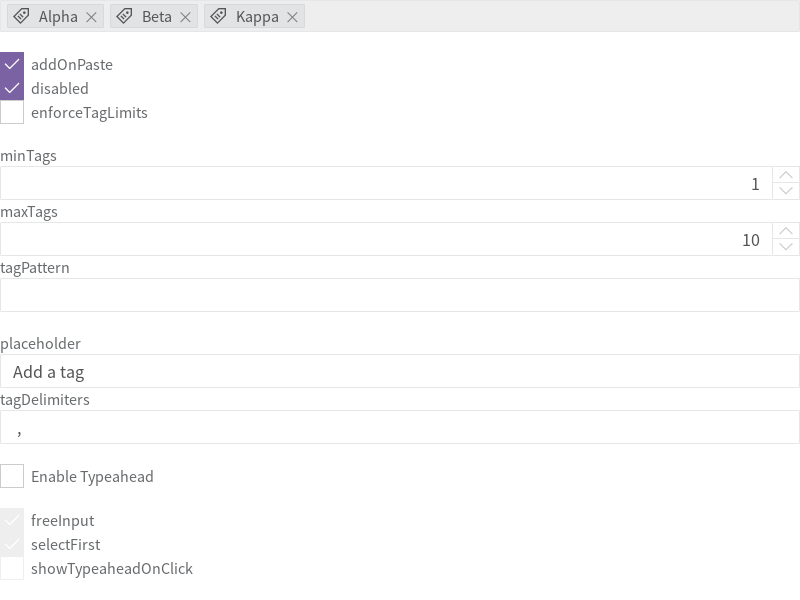 Alpha Beta Kappa
addOnPaste
disabled
enforceTagLimits
minTags
1
maxTags
10
tagPattern
placeholder
Add a tag
tagDelimiters
,
Enable Typeahead
freeInput
selectFirst
showTypeaheadOnClick